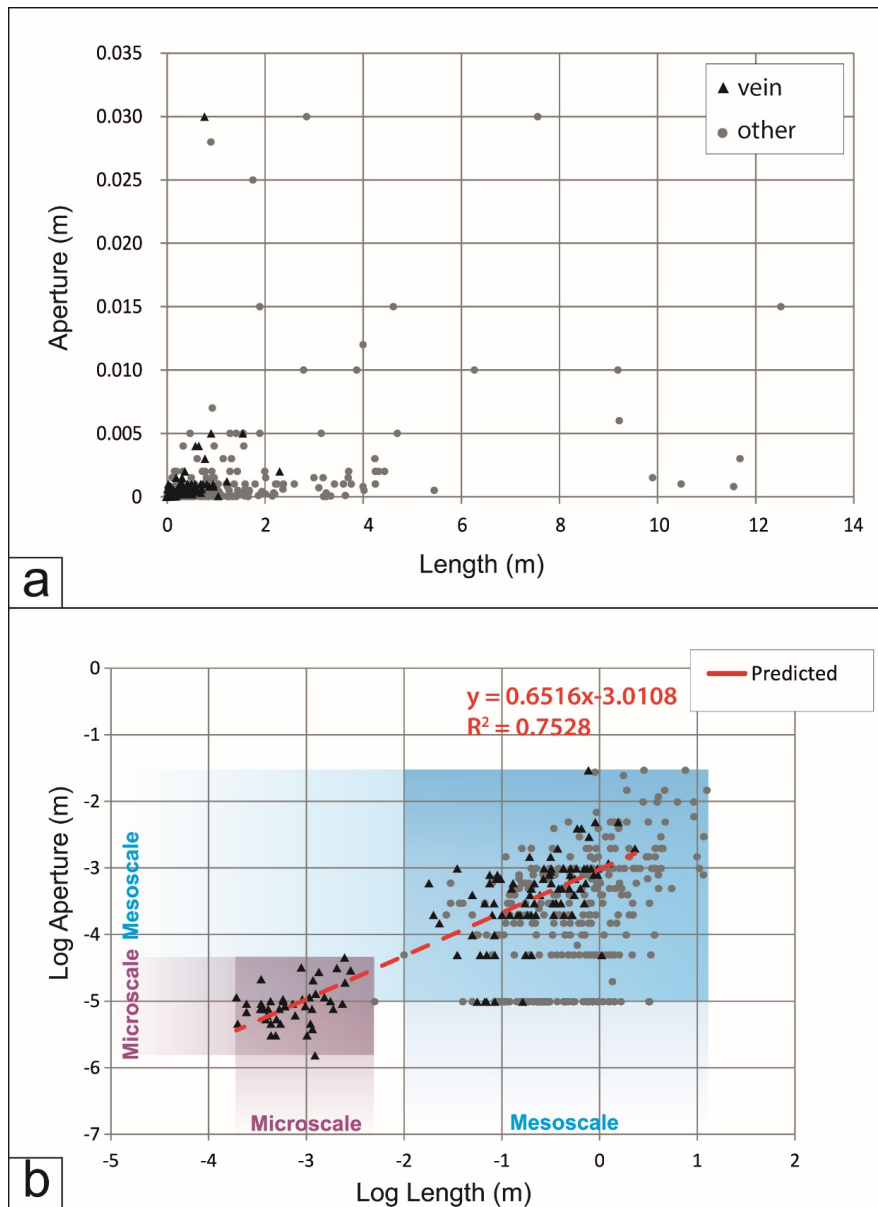 0.035
0.030
0.025
0.020
0.015
0.010
0.005
0
Aperture (m)
vein
other
0 2 4 6 8 10 12 14
Length (m)
a
0
-1
-2
-3
-4
-5
-6
-7
Log Aperture (m)
Mesoscale
Microscale
Predicted
y = 0.6516x-3.0108
R² = 0.7528
Microscale
Mesoscale
-5 -4 -3 -2 -1 0 1 2
Log Length (m)
b